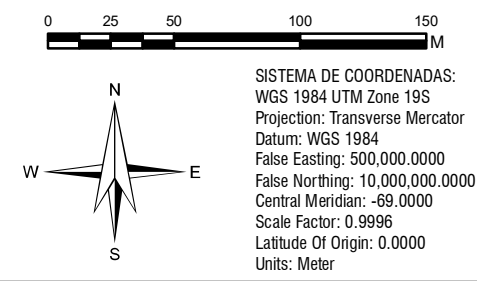 0 25 50 100 150
M
N
W E
S
SISTEMA DE COORDENADAS:
WGS 1984 UTM Zone 19S
Projection: Transverse Mercator
Datum: WGS 1984
False Easting: 500,000.0000
False Northing: 10,000,000.0000
Central Meridian: -69.0000
Scale Factor: 0.9996
Latitude Of Origin: 0.0000
Units: Meter